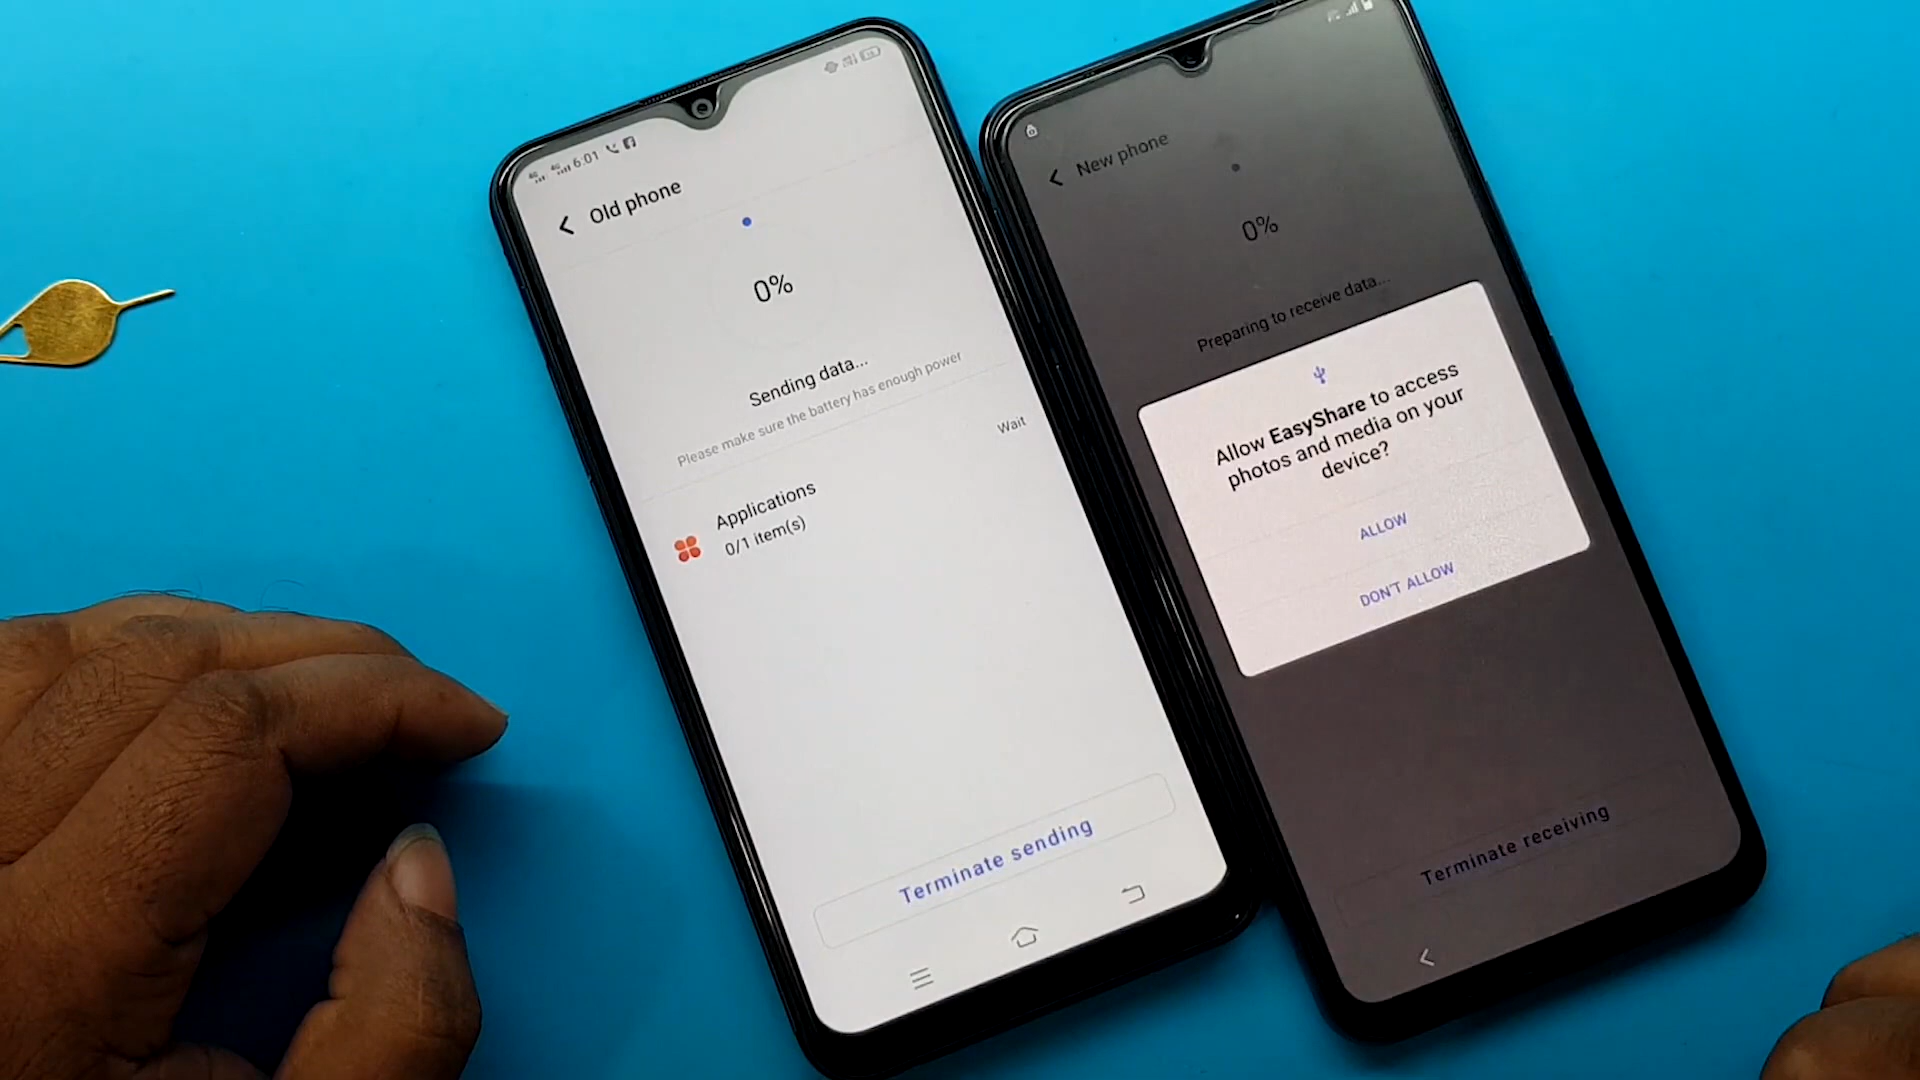 6:01
Old phone
0%
Sending data...
Please make sure the battery has enough power
Applications
0/1 item(s)
Wait
Terminate sending
New phone
0%
Preparing to receive data...
Allow EasyShare to access
photos and media on your
device?
ALLOW
DON'T ALLOW
Terminate receiving